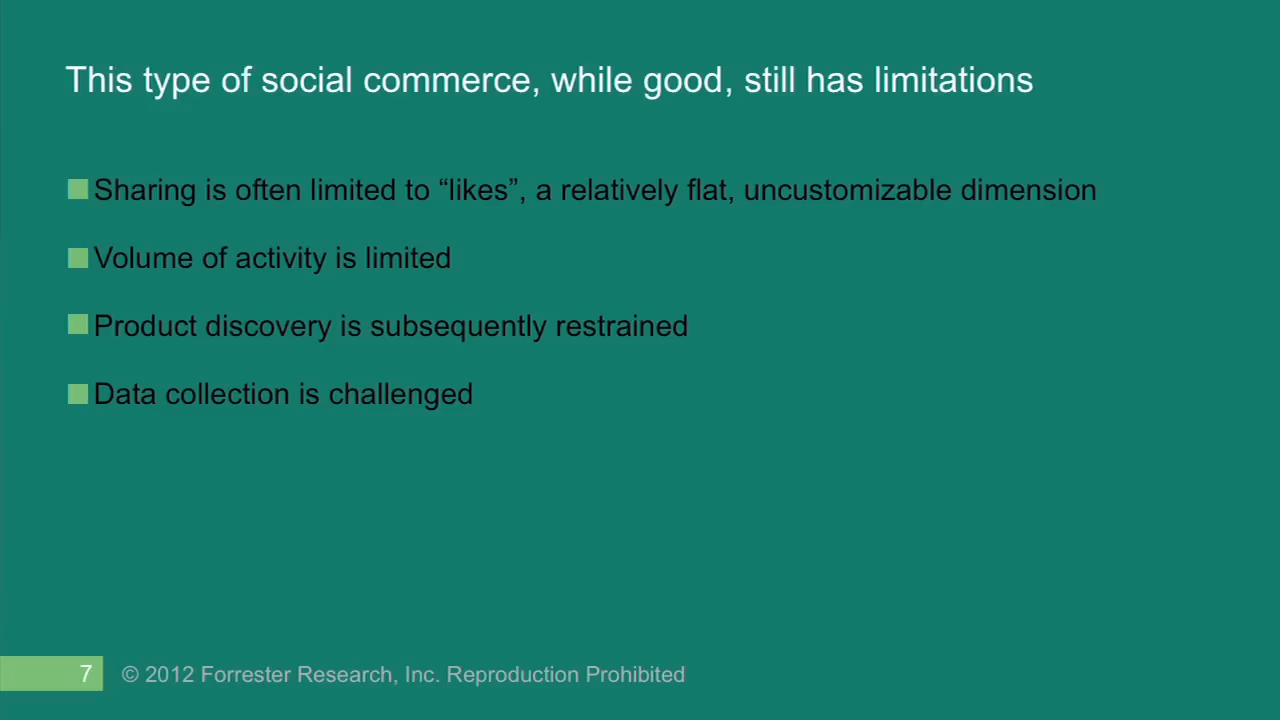 This type of social commerce, while good, still has limitations
Sharing is often limited to “likes”, a relatively flat, uncustomizable dimension
Volume of activity is limited
Product discovery is subsequently restrained
Data collection is challenged
7 © 2012 Forrester Research, Inc. Reproduction Prohibited